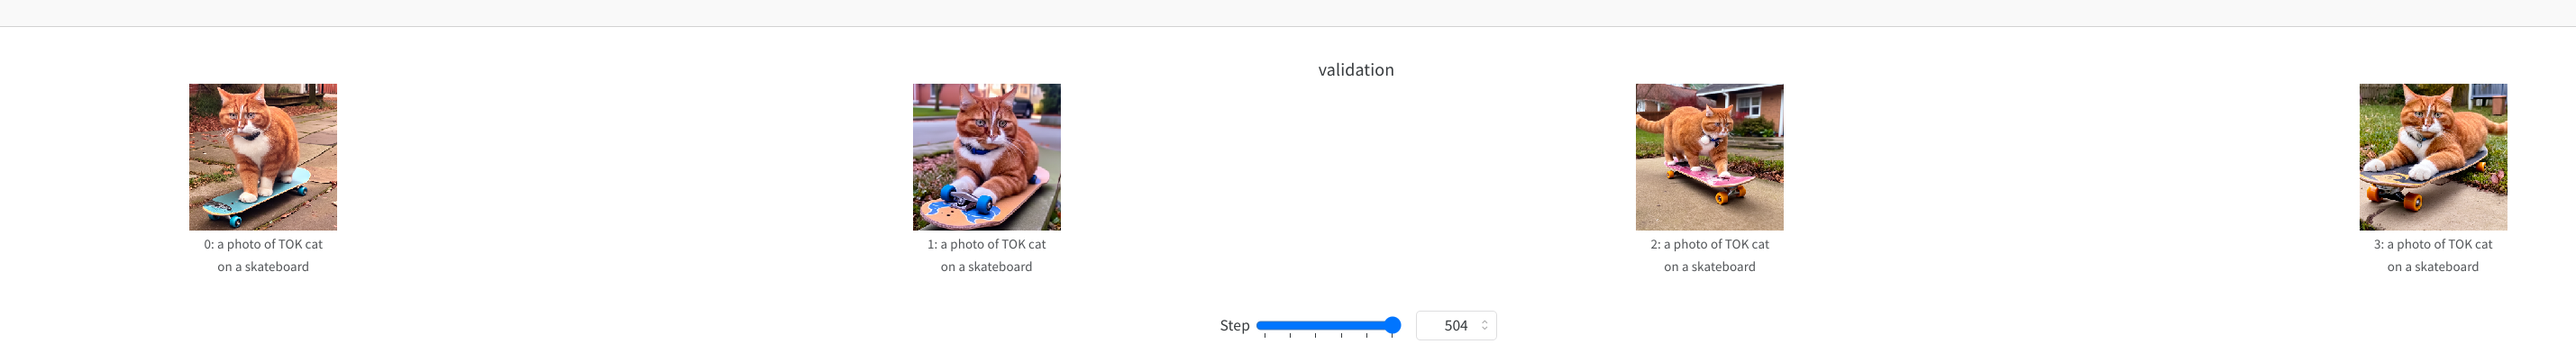 validation
0: a photo of TOK cat
on a skateboard
1: a photo of TOK cat
on a skateboard
2: a photo of TOK cat
on a skateboard
3: a photo of TOK cat
on a skateboard
Step
504